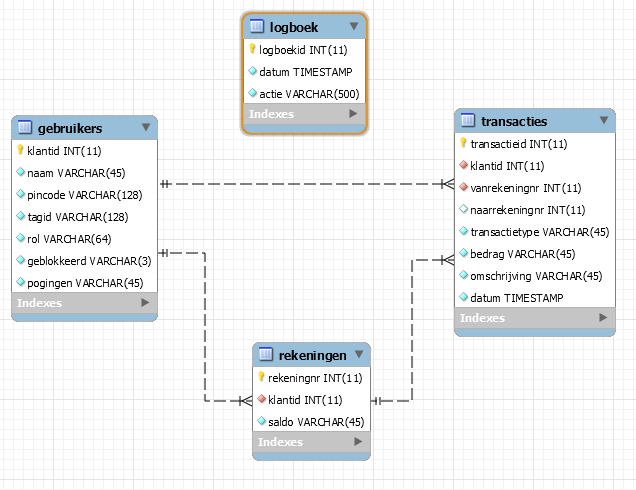 logboek
logboekid INT(11)
datum TIMESTAMP
actie VARCHAR(500)
Indexes
gebruikers
klantid INT(11)
naam VARCHAR(45)
pincode VARCHAR(128)
tagid VARCHAR(128)
rol VARCHAR(64)
geblokkeerd VARCHAR(3)
pogingen VARCHAR(45)
Indexes
transacties
transactieid INT(11)
klantid INT(11)
vanrekeningnr INT(11)
naarrekeningnr INT(11)
transactietype VARCHAR(45)
bedrag VARCHAR(45)
omschrijving VARCHAR(45)
datum TIMESTAMP
Indexes
rekeningen
rekeningnr INT(11)
klantid INT(11)
saldo VARCHAR(45)
Indexes